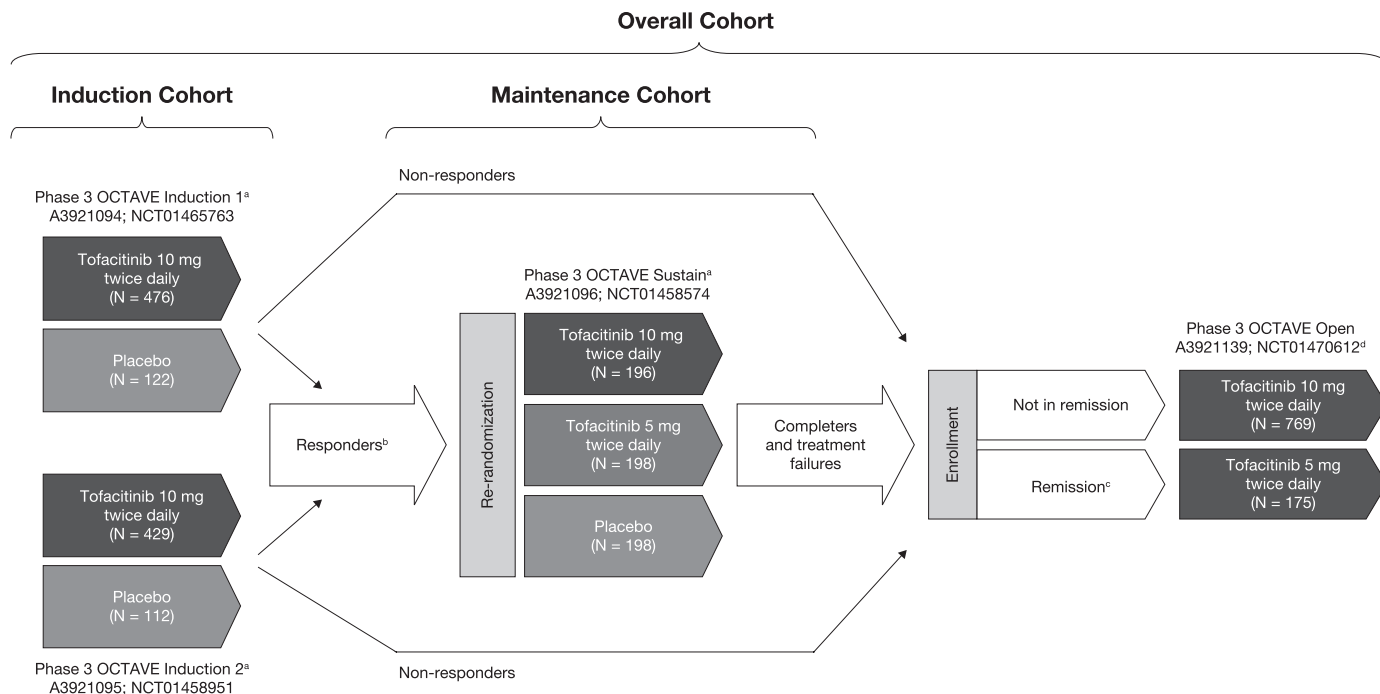 Overall Cohort
Induction Cohort
Maintenance Cohort
Non-responders
Phase 3 OCTAVE Induction 1ᵃ
A3921094; NCT01465763
Tofacitinib 10 mg
twice daily
(N = 476)
Placebo
(N = 122)
Respondersᵇ
Tofacitinib 10 mg
twice daily
(N = 429)
Placebo
(N = 112)
Phase 3 OCTAVE Induction 2ᵃ
A3921095; NCT01458951
Phase 3 OCTAVE Sustainᵃ
A3921096; NCT01458574
Re-randomization
Tofacitinib 10 mg
twice daily
(N = 196)
Tofacitinib 5 mg
twice daily
(N = 198)
Placebo
(N = 198)
Completers
and treatment
failures
Non-responders
Enrollment
Not in remission
Remissionᶜ
Phase 3 OCTAVE Open
A3921139; NCT01470612ᵈ
Tofacitinib 10 mg
twice daily
(N = 769)
Tofacitinib 5 mg
twice daily
(N = 175)